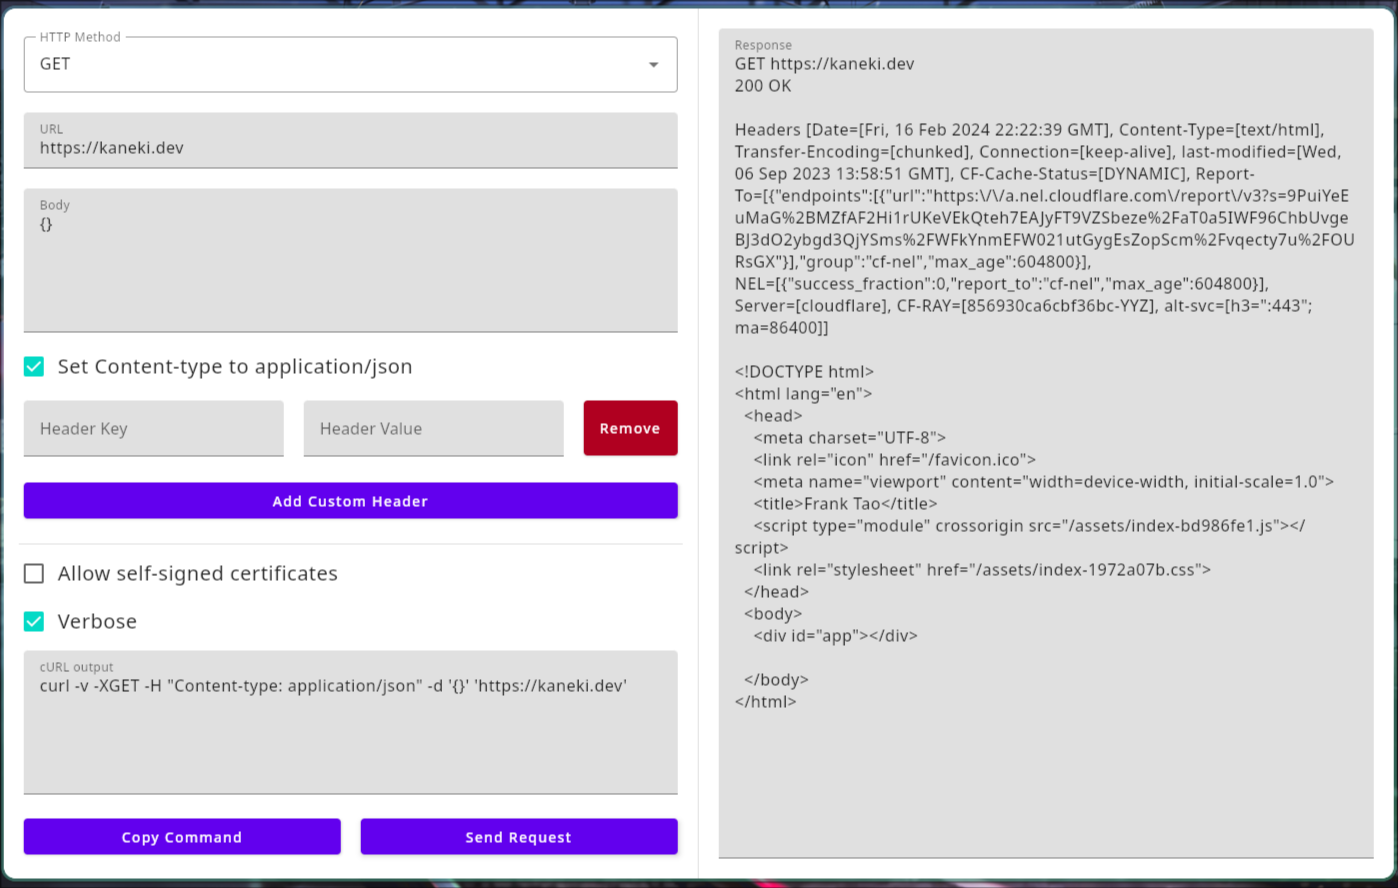 HTTP Method
GET
URL
https://kaneki.dev
Body
{}
Set Content-type to application/json
Header Key
Header Value
Remove
Add Custom Header
Allow self-signed certificates
Verbose
cURL output
curl -v -XGET -H "Content-type: application/json" -d '{}' 'https://kaneki.dev'
Copy Command
Send Request
Response
GET https://kaneki.dev
200 OK
Headers [Date=[Fri, 16 Feb 2024 22:22:39 GMT], Content-Type=[text/html],
Transfer-Encoding=[chunked], Connection=[keep-alive], last-modified=[Wed,
06 Sep 2023 13:58:51 GMT], CF-Cache-Status=[DYNAMIC], Report-
To=[{"endpoints":[{"url":"https:\/\/a.nel.cloudflare.com\/report\/v3?s=9PuiYeE
uMaG%2BMZfAF2Hi1rUKeVEkQteh7EAJyFT9VZSbeze%2FaT0a5IWF96ChbUvge
BJ3dO2ybgd3QjYSms%2FWFkYnmEFW021utGygEsZopScm%2Fvqecty7u%2FOU
RsGX"}],"group":"cf-nel","max_age":604800}],
NEL=[{"success_fraction":0,"report_to":"cf-nel","max_age":604800}],
Server=[cloudflare], CF-RAY=[856930ca6cbf36bc-YYZ], alt-svc=[h3=":443";
ma=86400]]
<!DOCTYPE html>
<html lang="en">
<head>
<meta charset="UTF-8">
<link rel="icon" href="/favicon.ico">
<meta name="viewport" content="width=device-width, initial-scale=1.0">
<title>Frank Tao</title>
<script type="module" crossorigin src="/assets/index-bd986fe1.js"></
script>
<link rel="stylesheet" href="/assets/index-1972a07b.css">
</head>
<body>
<div id="app"></div>
</body>
</html>